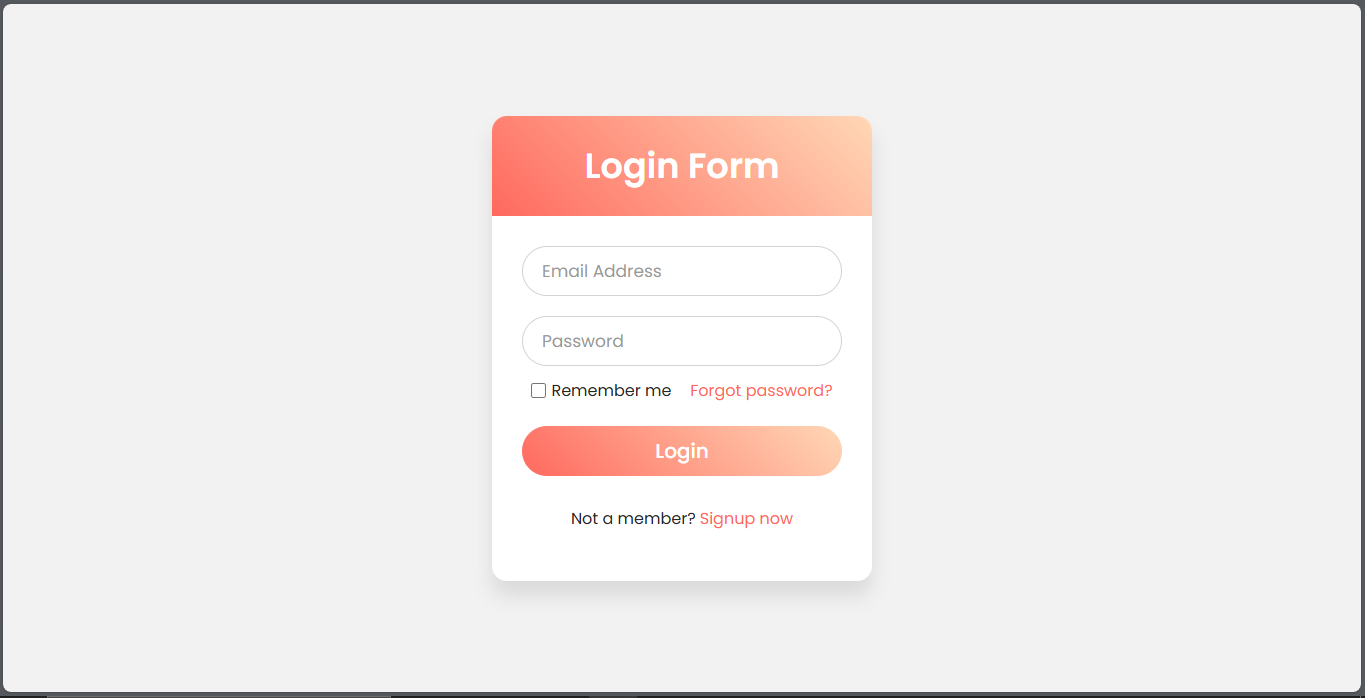 Login Form
Email Address
Password
Remember me Forgot password?
Login
Not a member? Signup now